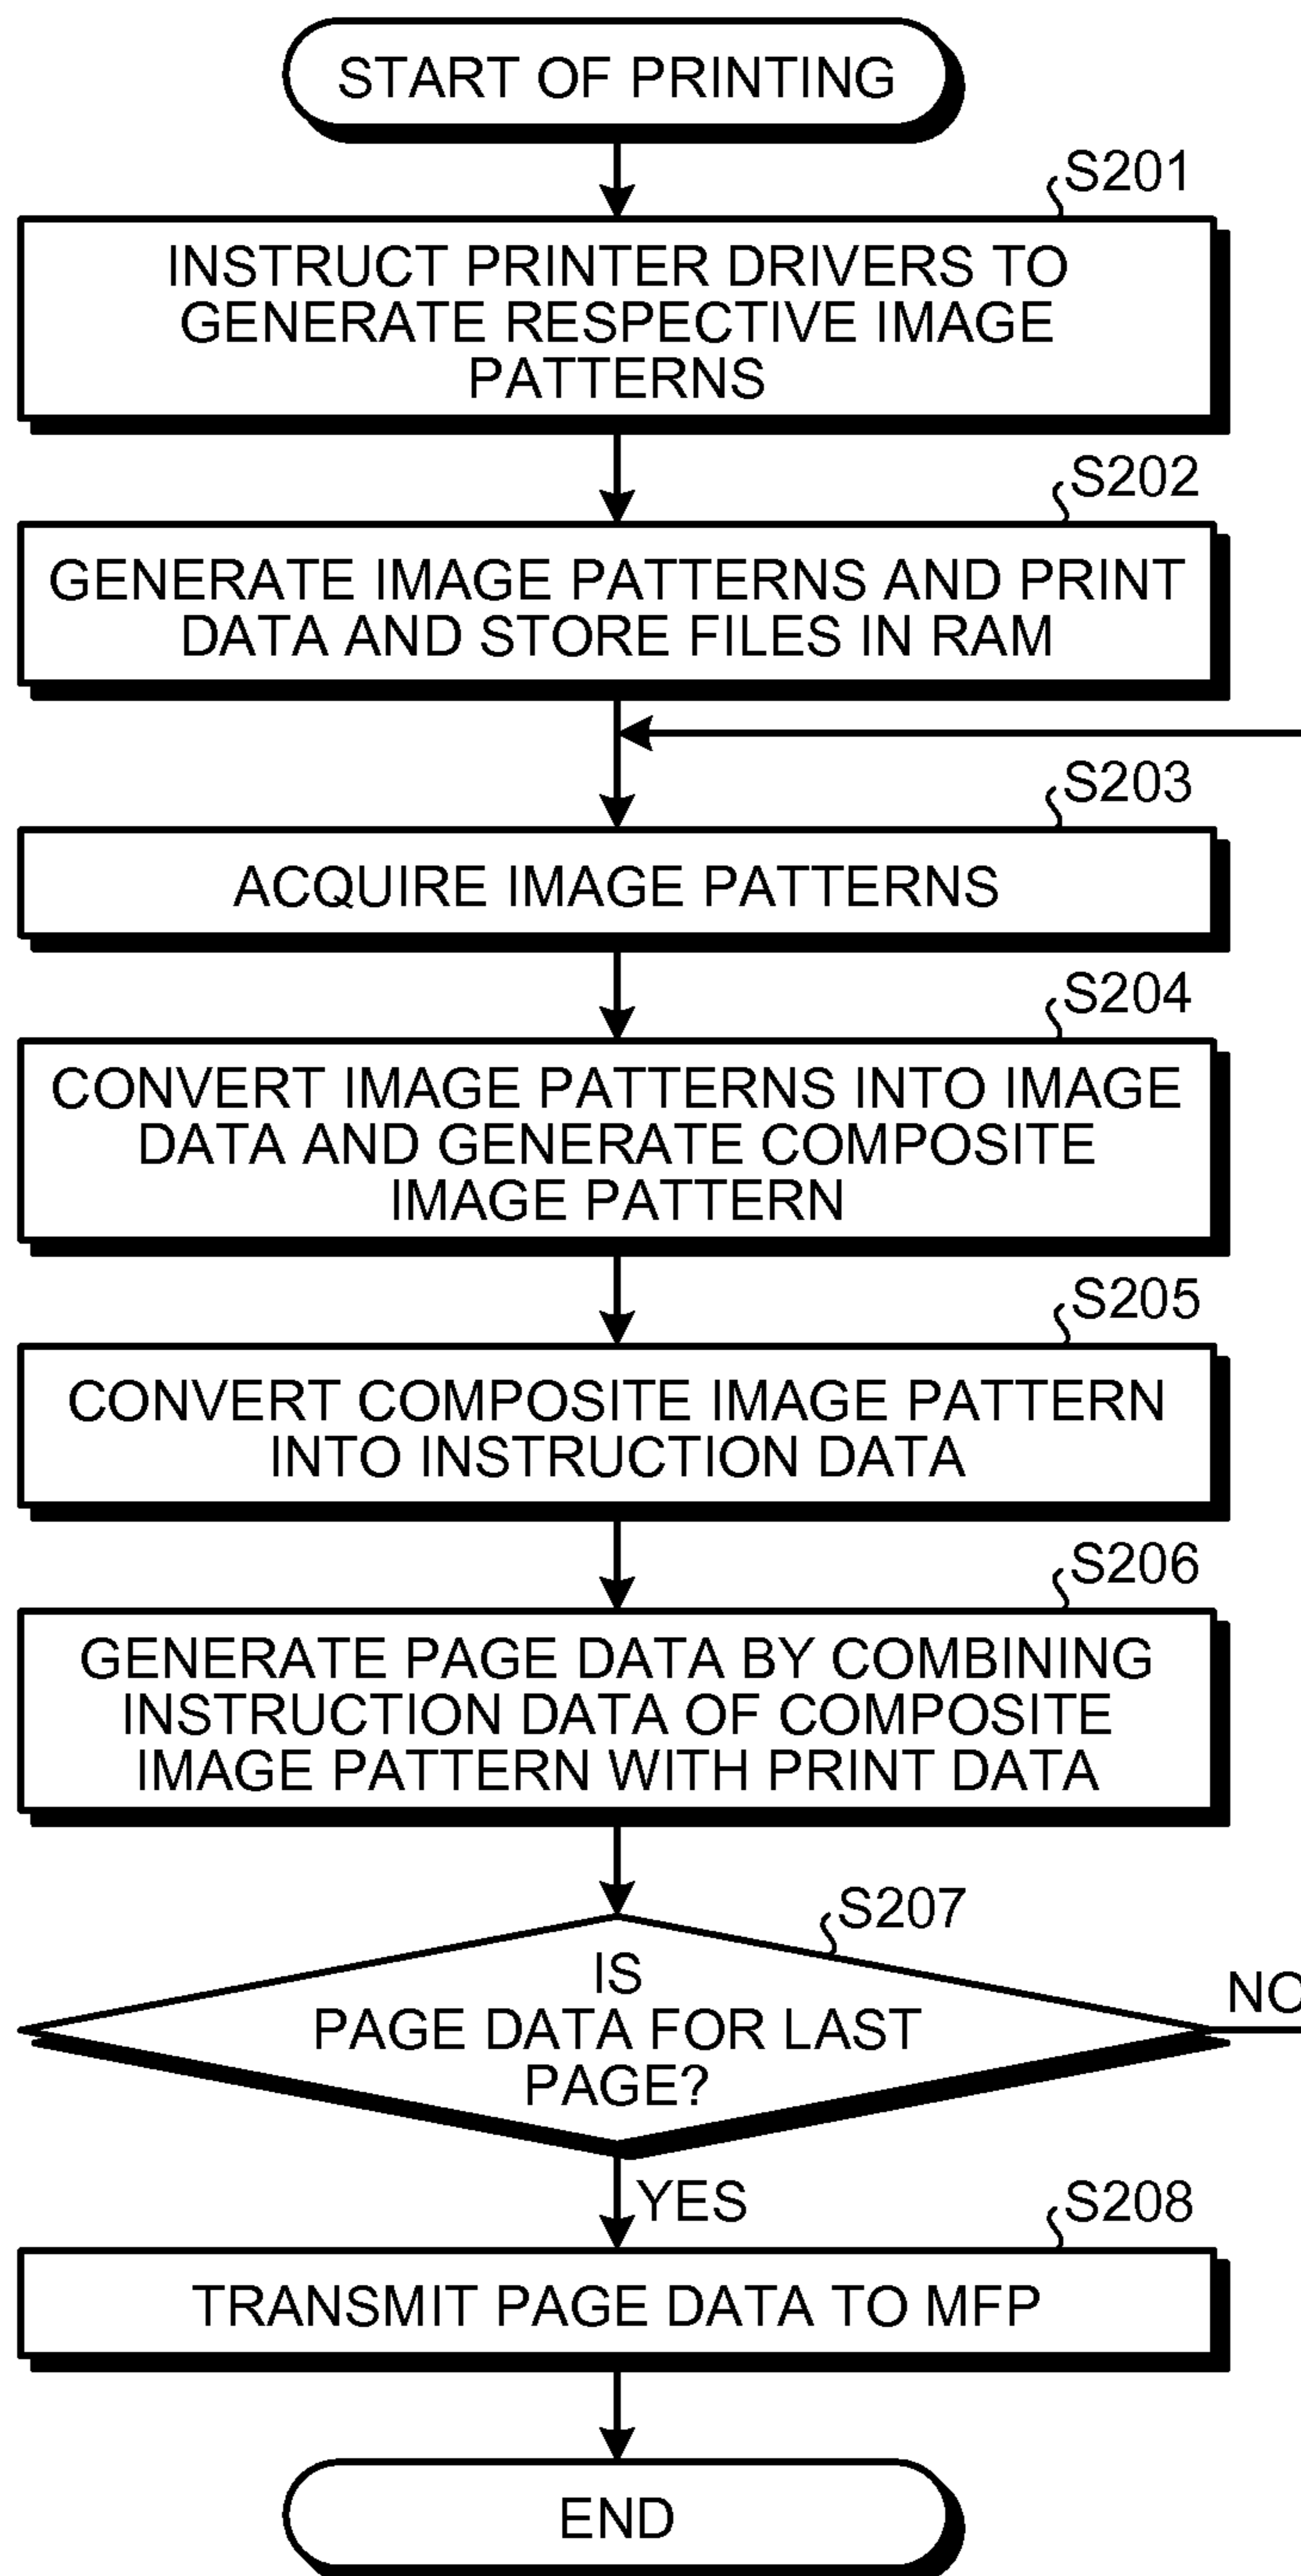 START OF PRINTING
S201
INSTRUCT PRINTER DRIVERS TO
GENERATE RESPECTIVE IMAGE
PATTERNS
S202
GENERATE IMAGE PATTERNS AND PRINT
DATA AND STORE FILES IN RAM
S203
ACQUIRE IMAGE PATTERNS
S204
CONVERT IMAGE PATTERNS INTO IMAGE
DATA AND GENERATE COMPOSITE
IMAGE PATTERN
S205
CONVERT COMPOSITE IMAGE PATTERN
INTO INSTRUCTION DATA
S206
GENERATE PAGE DATA BY COMBINING
INSTRUCTION DATA OF COMPOSITE
IMAGE PATTERN WITH PRINT DATA
S207
IS
PAGE DATA FOR LAST
PAGE?
NO
YES
S208
TRANSMIT PAGE DATA TO MFP
END